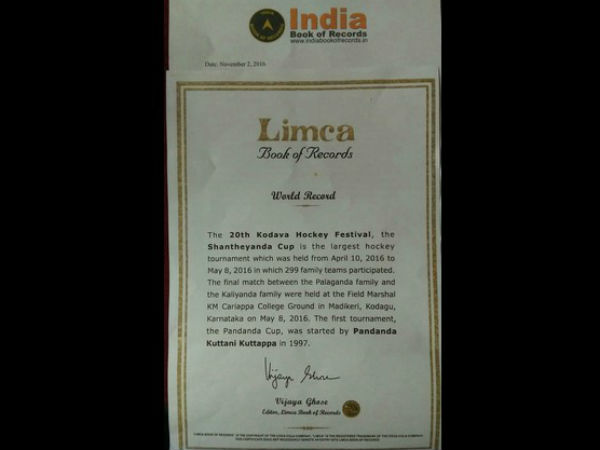 India
Book of Records
www.indiabookofrecords.in
Date: November 2, 2016
Limca
Book of Records
World Record
The 20th Kodava Hockey Festival, the
Shantheyanda Cup is the largest hockey
tournament which was held from April 10, 2016 to
May 8, 2016 in which 299 family teams participated.
The final match between the Palaganda family and
the Kaliyanda family were held at the Field Marshal
KM Cariappa College Ground in Madikeri, Kodagu,
Karnataka on May 8, 2016. The first tournament,
the Pandanda Cup, was started by Pandanda
Kuttani Kuttappa in 1997.
Vijaya Ghose
Vijaya Ghose
Editor, Limca Book of Records